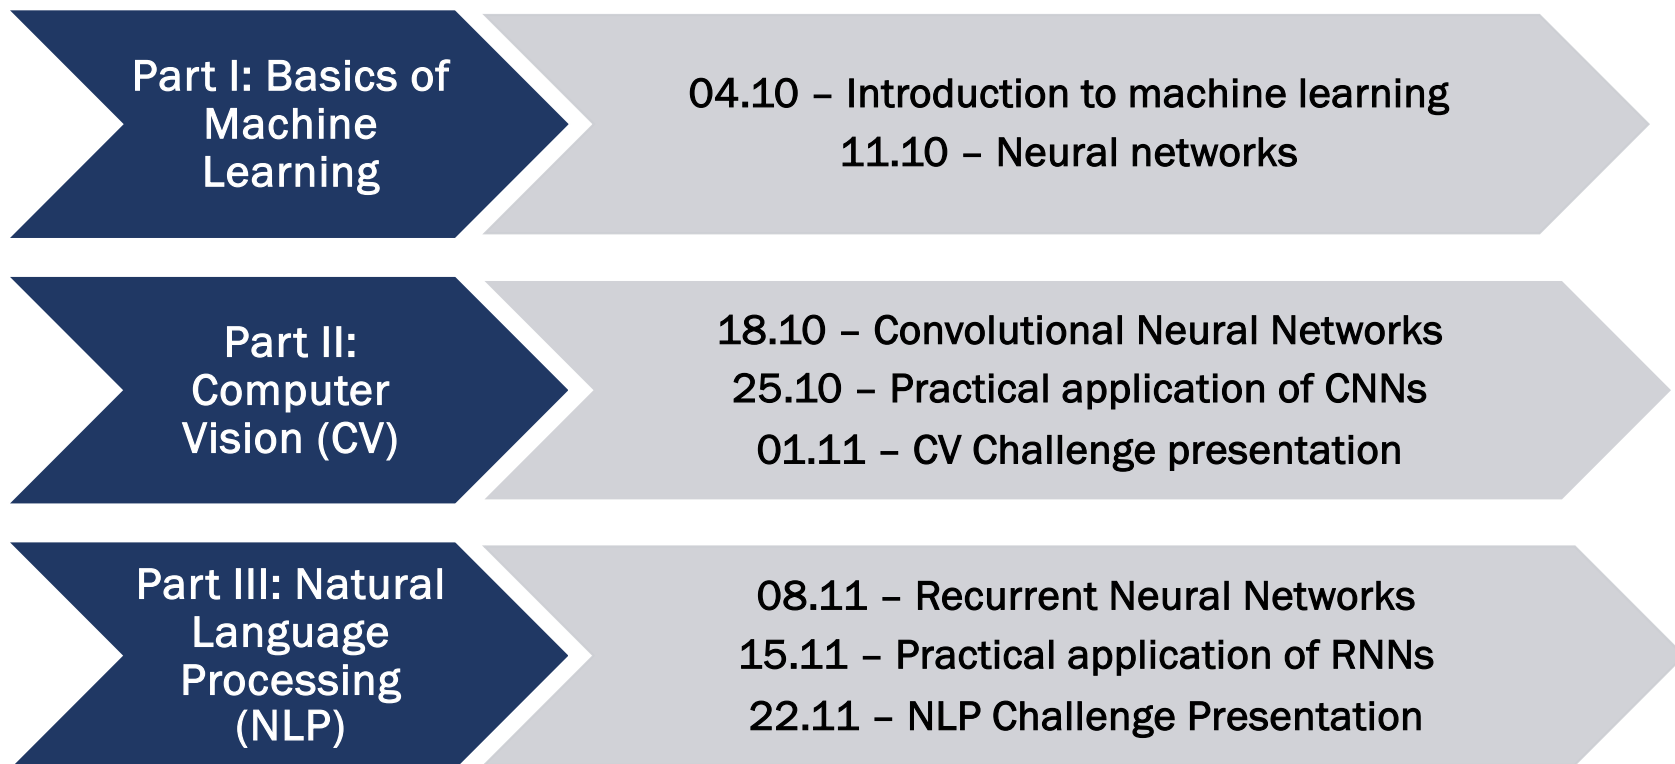 Part I: Basics of
Machine
Learning
04.10 – Introduction to machine learning
11.10 – Neural networks
Part II:
Computer
Vision (CV)
18.10 – Convolutional Neural Networks
25.10 – Practical application of CNNs
01.11 – CV Challenge presentation
Part III: Natural
Language
Processing
(NLP)
08.11 – Recurrent Neural Networks
15.11 – Practical application of RNNs
22.11 – NLP Challenge Presentation